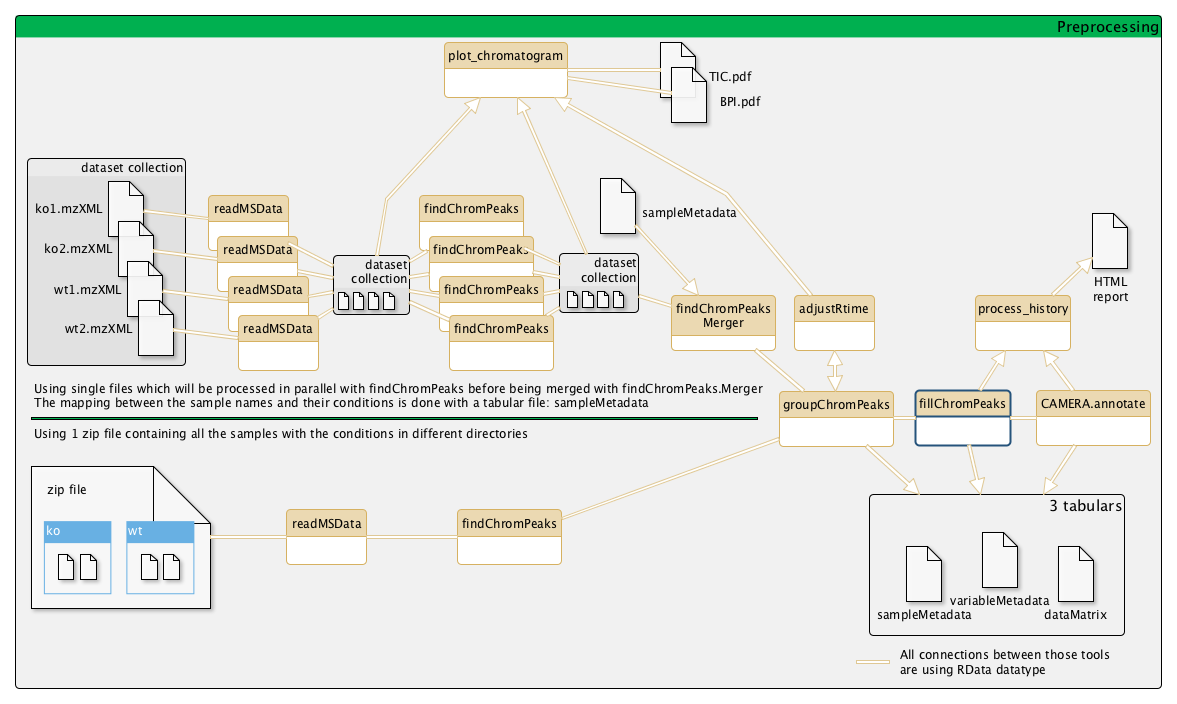 Preprocessing
plot_chromatogram
TIC.pdf
BPI.pdf
dataset collection
ko1.mzXML
ko2.mzXML
wt1.mzXML
wt2.mzXML
readMSData
readMSData
readMSData
readMSData
dataset
collection
findChromPeaks
findChromPeaks
findChromPeaks
findChromPeaks
dataset
collection
sampleMetadata
findChromPeaks
Merger
adjustRtime
process_history
HTML
report
Using single files which will be processed in parallel with findChromPeaks before being merged with findChromPeaks.Merger
The mapping between the sample names and their conditions is done with a tabular file: sampleMetadata
groupChromPeaks
fillChromPeaks
CAMERA.annotate
Using 1 zip file containing all the samples with the conditions in different directories
zip file
ko
wt
readMSData
findChromPeaks
3 tabulars
sampleMetadata
variableMetadata
dataMatrix
All connections between those tools
are using RData datatype